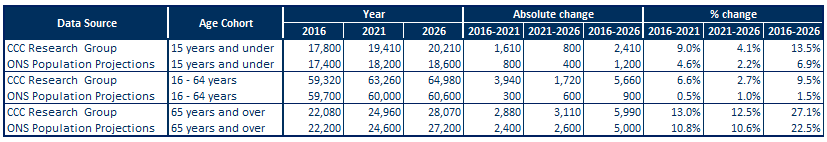 Data Source Age Cohort Year Absolute change % change
2016 2021 2026 2016-2021 2021-2026 2016-2026 2016-2021 2021-2026 2016-2026
CCC Research Group 15 years and under 17,800 19,410 20,210 1,610 800 2,410 9.0% 4.1% 13.5%
ONS Population Projections 15 years and under 17,400 18,200 18,600 800 400 1,200 4.6% 2.2% 6.9%
CCC Research Group 16 - 64 years 59,320 63,260 64,980 3,940 1,720 5,660 6.6% 2.7% 9.5%
ONS Population Projections 16 - 64 years 59,700 60,000 60,600 300 600 900 0.5% 1.0% 1.5%
CCC Research Group 65 years and over 22,080 24,960 28,070 2,880 3,110 5,990 13.0% 12.5% 27.1%
ONS Population Projections 65 years and over 22,200 24,600 27,200 2,400 2,600 5,000 10.8% 10.6% 22.5%